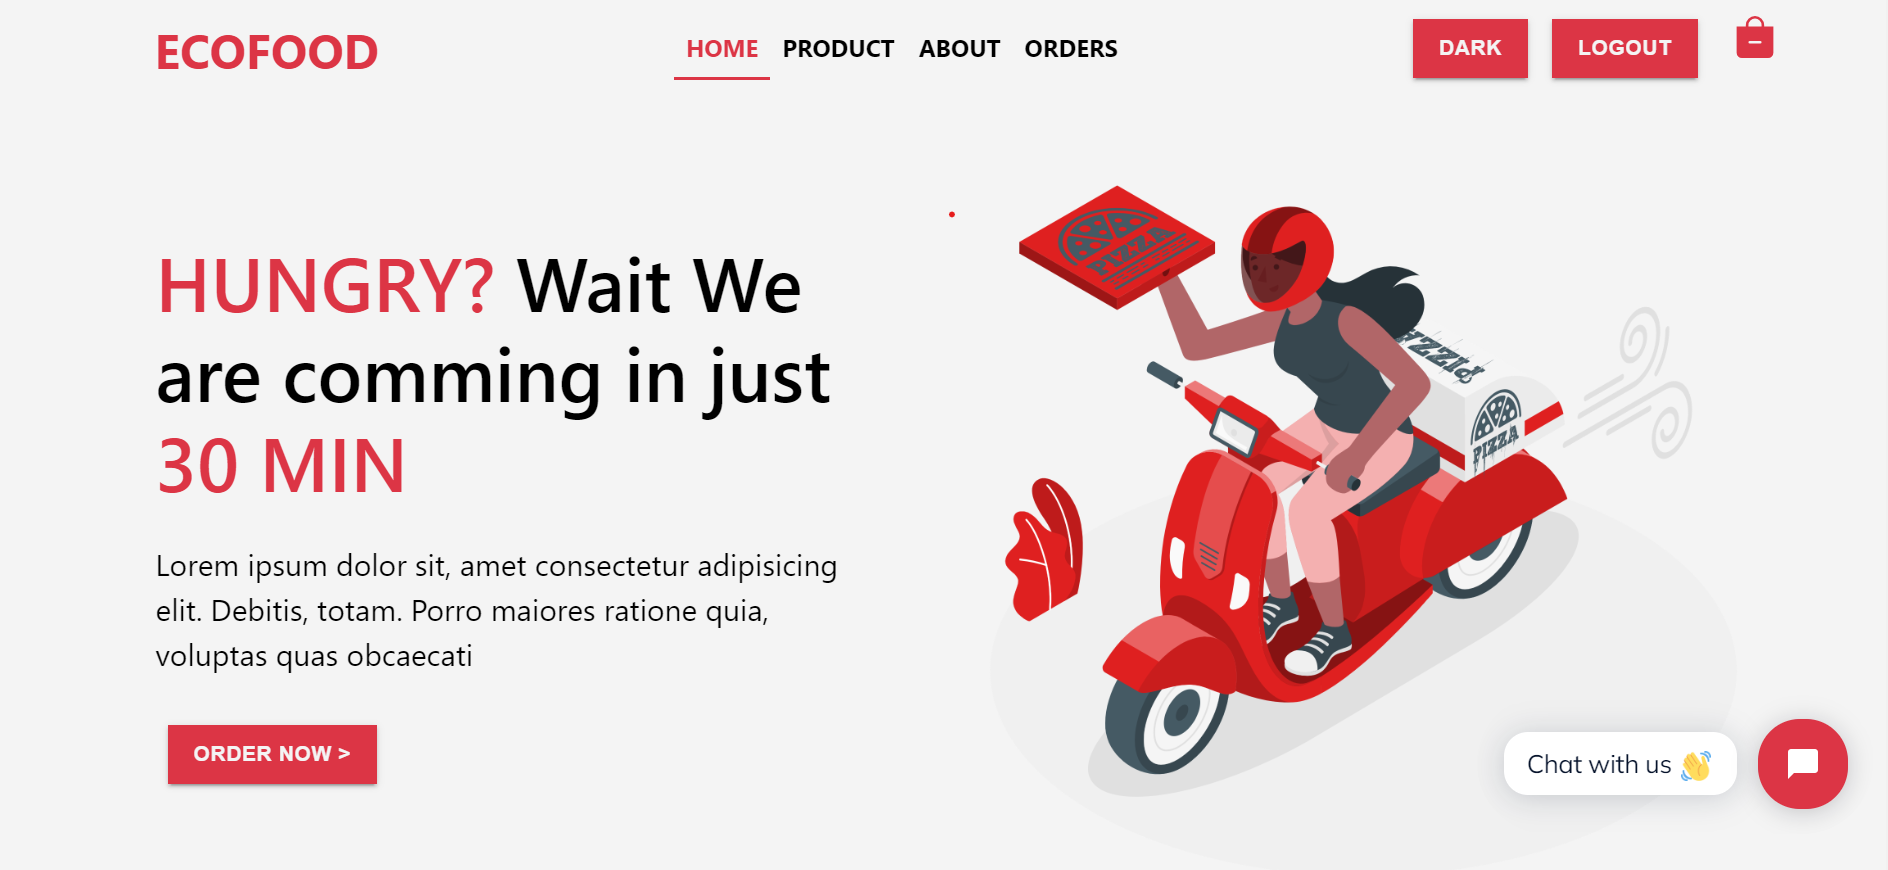 ECOFOOD
HOME PRODUCT ABOUT ORDERS
DARK
LOGOUT
HUNGRY? Wait We
are comming in just
30 MIN
Lorem ipsum dolor sit, amet consectetur adipisicing
elit. Debitis, totam. Porro maiores ratione quia,
voluptas quas obcaecati
ORDER NOW >
PIZZA
PIZZA
PIZZA
Chat with us 👋